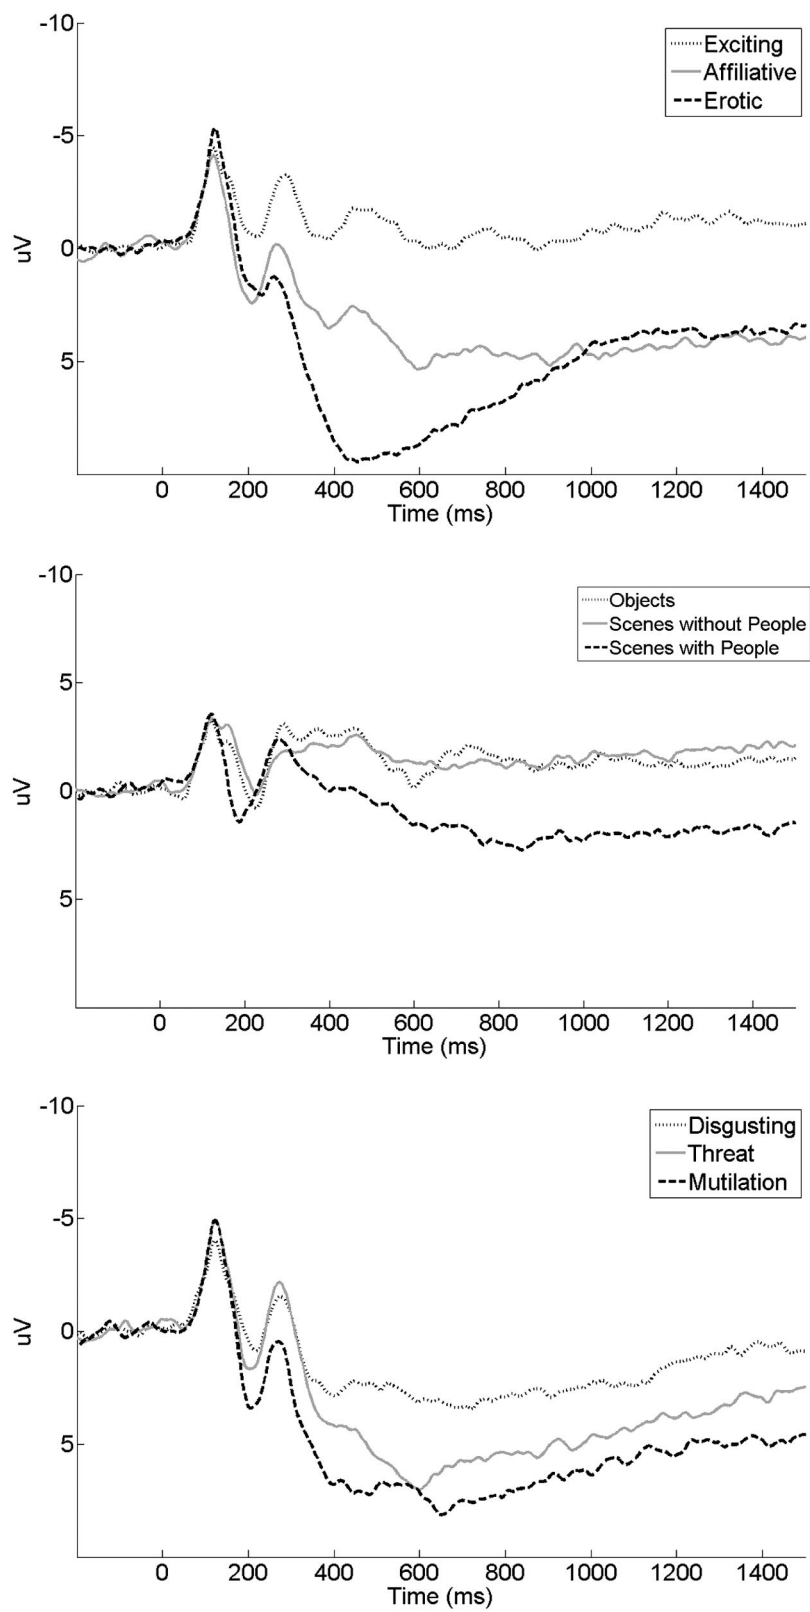 -10
Exciting
Affiliative
Erotic
-5
0
uV
5
0 200 400 600 800 1000 1200 1400
Time (ms)
-10
Objects
Scenes without People
Scenes with People
5
0
uV
5
0 200 400 600 800 1000 1200 1400
Time (ms)
-10
Disgusting
Threat
Mutilation
-5
0
uV
5
0 200 400 600 800 1000 1200 1400
Time (ms)